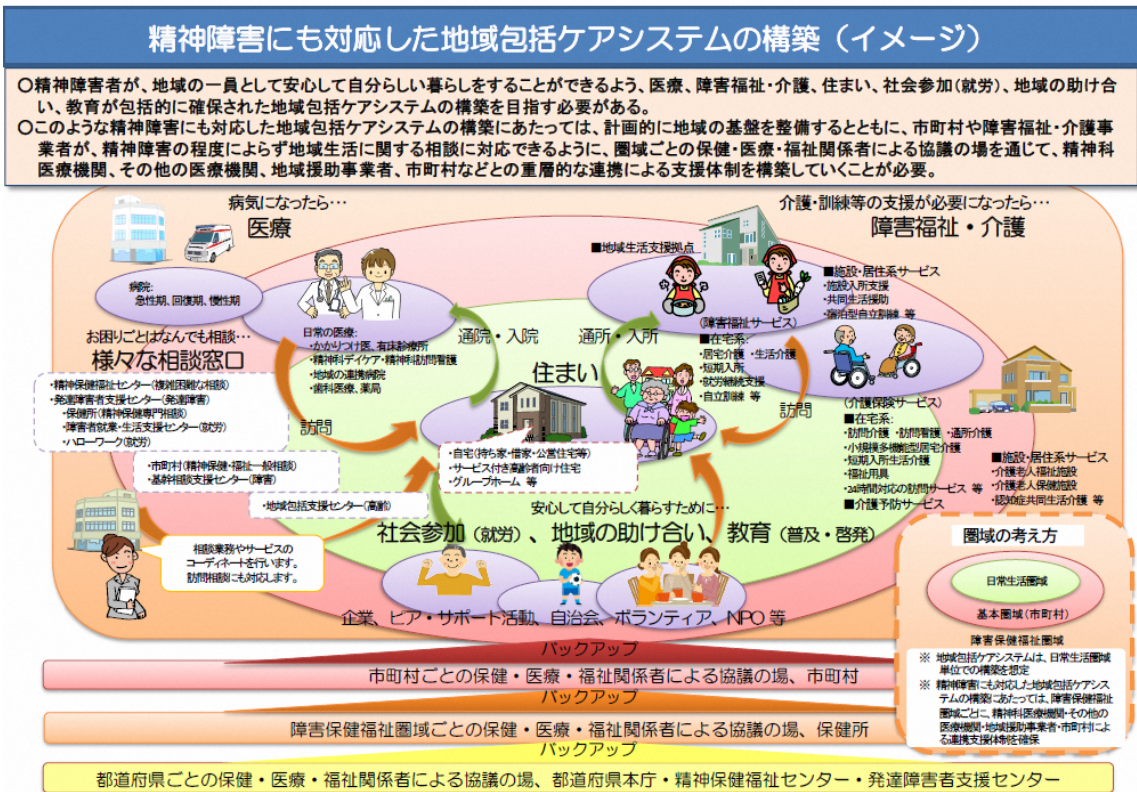 精神障害にも対応した地域包括ケアシステムの構築（イメージ）
○精神障害者が、地域の一員として安心して自分らしい暮らしをすることができるよう、医療、障害福祉・介護、住まい、社会参加(就労)、地域の助け合
い、教育が包括的に確保された地域包括ケアシステムの構築を目指す必要がある。
○このような精神障害にも対応した地域包括ケアシステムの構築にあたっては、計画的に地域の基盤を整備するとともに、市町村や障害福祉・介護事
業者が、精神障害の程度によらず地域生活に関する相談に対応できるように、圏域ごとの保健・医療・福祉関係者による協議の場を通じて、精神科
医療機関、その他の医療機関、地域援助事業者、市町村などとの重層的な連携による支援体制を構築していくことが必要。
病気になったら…
医療
病院:
急性期、回復期、慢性期
日常の医療:
・かかりつけ医、有床診療所
・精神科デイケア・精神科訪問看護
・地域の連携病院
・歯科医療、薬局
介護・訓練等の支援が必要になったら…
障害福祉・介護
■地域生活支援拠点
■施設・居住系サービス
・施設入所支援
・共同生活援助
・宿泊型自立訓練 等
(障害福祉サービス)
■在宅系:
・居宅介護 ・生活介護
・短期入所
・就労継続支援
・自立訓練 等
(介護保険サービス)
■在宅系:
・訪問介護 ・訪問看護 ・通所介護
・小規模多機能型居宅介護
・短期入所生活介護
・福祉用具
・24時間対応の訪問サービス 等
■介護予防サービス
■施設・居住系サービス
・介護老人福祉施設
・介護老人保健施設
・認知症共同生活介護 等
お困りごとはなんでも相談…
様々な相談窓口
・精神保健福祉センター(複雑困難な相談)
・発達障害者支援センター(発達障害)
・保健所(精神保健専門相談)
・障害者就業・生活支援センター(就労)
・ハローワーク(就労)
・市町村(精神保健・福祉一般相談)
・基幹相談支援センター(障害)
・地域包括支援センター(高齢)
相談業務やサービスの
コーディネートを行います。
訪問相談にも対応します。
通院・入院
通所・入所
訪問
訪問
住まい
・自宅(持ち家・借家・公営住宅等)
・サービス付き高齢者向け住宅
・グループホーム 等
安心して自分らしく暮らすために…
社会参加(就労)、地域の助け合い、教育(普及・啓発)
企業、ピア・サポート活動、自治会、ボランティア、NPO 等
圏域の考え方
日常生活圏域
基本圏域(市町村)
障害保健福祉圏域
※ 地域包括ケアシステムは、日常生活圏域
単位での構築を想定
※ 精神障害にも対応した地域包括ケアシス
テムの構築にあたっては、障害保健福祉
圏域ごとに、精神科医療機関・その他の
医療機関・地域援助事業者・市町村によ
る連携支援体制を確保
バックアップ
市町村ごとの保健・医療・福祉関係者による協議の場、市町村
バックアップ
障害保健福祉圏域ごとの保健・医療・福祉関係者による協議の場、保健所
バックアップ
都道府県ごとの保健・医療・福祉関係者による協議の場、都道府県本庁・精神保健福祉センター・発達障害者支援センター